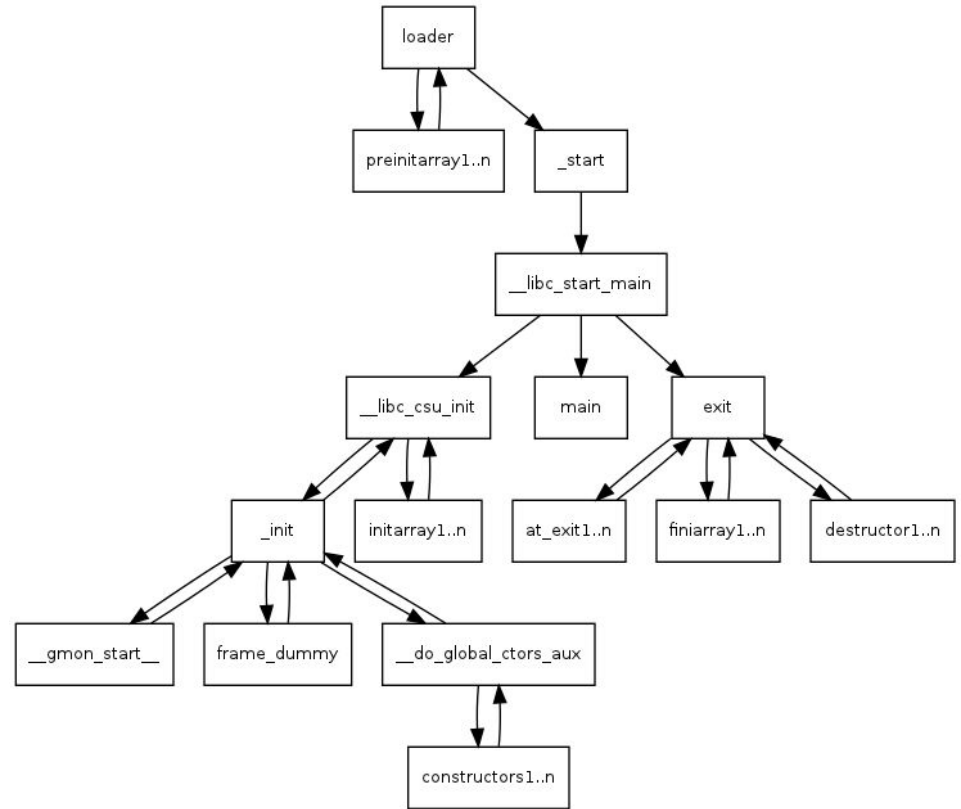 loader
preinitarray1..n
_start
__libc_start_main
__libc_csu_init
main
exit
_init
initarray1..n
at_exit1..n
finiarray1..n
destructor1..n
__gmon_start__
frame_dummy
__do_global_ctors_aux
constructors1..n